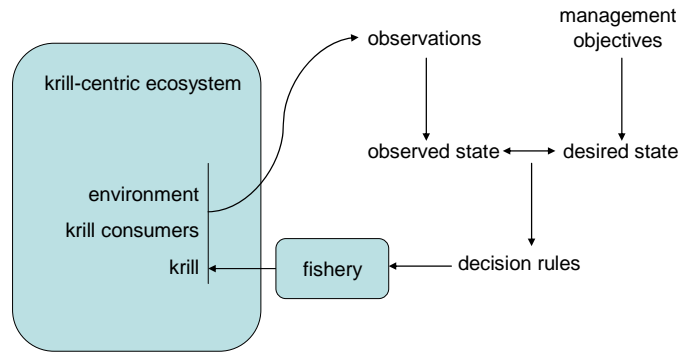 management
objectives
observations
krill-centric ecosystem
observed state
desired state
environment
krill consumers
krill
fishery
decision rules